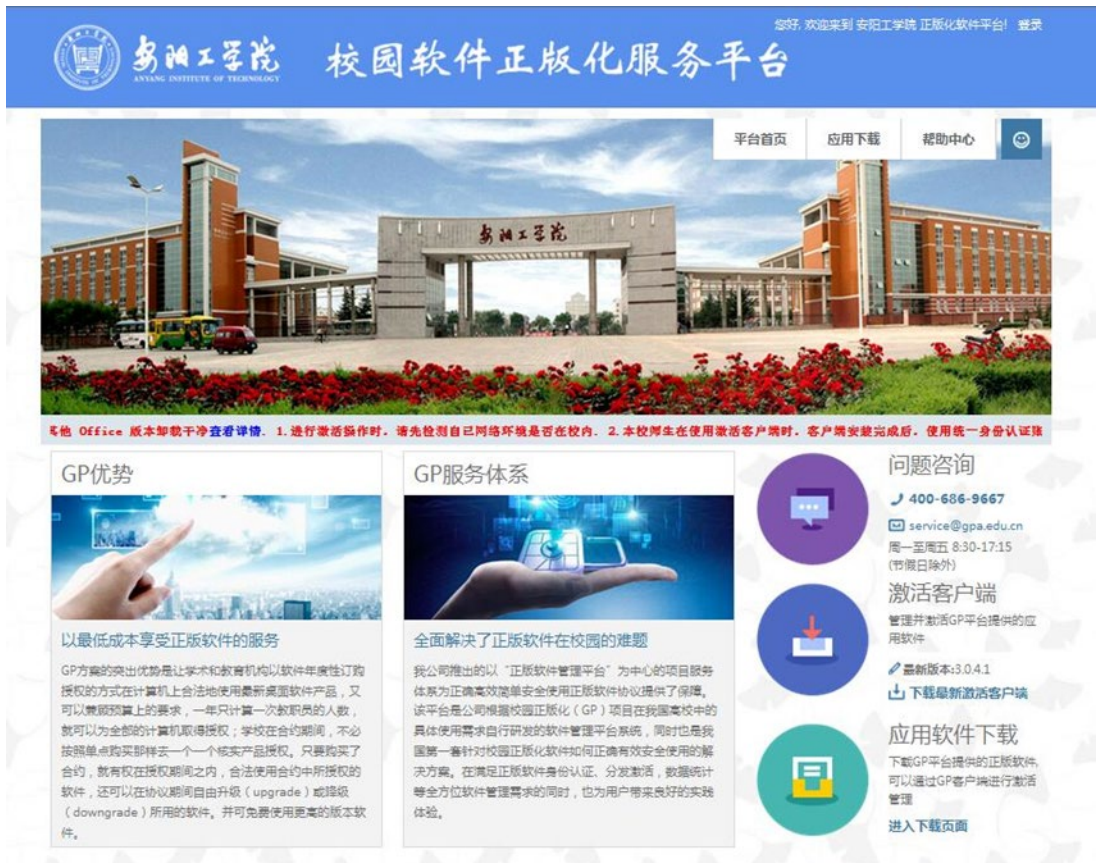 您好, 欢迎来到 安阳工学院 正版化软件平台! 登录
安阳工学院
ANYANG INSTITUTE OF TECHNOLOGY
校园软件正版化服务平台
平台首页
应用下载
帮助中心
安阳工学院
其他 Office 版本卸载干净查看详情. 1.进行激活操作时。请先检测自己网络环境是否在校内. 2.本校师生在使用激活客户端时。客户端安装完成后。使用统一身份认证账
GP优势
以最低成本享受正版软件的服务
GP方案的突出优势是让学术和教育机构以软件年度性订购
授权的方式在计算机上合法地使用最新桌面软件产品，又
可以兼顾预算上的要求，一年只计算一次教职员的人数，
就可以为全部的计算机取得授权；学校在合约期间，不必
按照单点购买那样去一个一个核实产品授权。只要购买了
合约，就有权在授权期间之内，合法使用合约中所授权的
软件，还可以在协议期间自由升级（upgrade）或降级
（downgrade）所用的软件。并可免费使用更高的版本软
件。
GP服务体系
全面解决了正版软件在校园的难题
我公司推出的以“正版软件管理平台”为中心的项目服务
体系为正确高效简单安全使用正版软件协议提供了保障。
该平台是公司根据校园正版化（GP）项目在我国高校中的
具体使用需求自行研发的软件管理平台系统，同时也是我
国第一套针对校园正版化软件如何正确有效安全使用的解
决方案。在满足正版软件身份认证、分发激活，数据统计
等全方位软件管理需求的同时，也为用户带来良好的实践
体验。
问题咨询
400-686-9667
service@gpa.edu.cn
周一至周五 8:30-17:15
(节假日除外)
激活客户端
管理并激活GP平台提供的应
用软件
最新版本:3.0.4.1
下载最新激活客户端
应用软件下载
下载GP平台提供的正版软件,
可以通过GP客户端进行激活
管理
进入下载页面